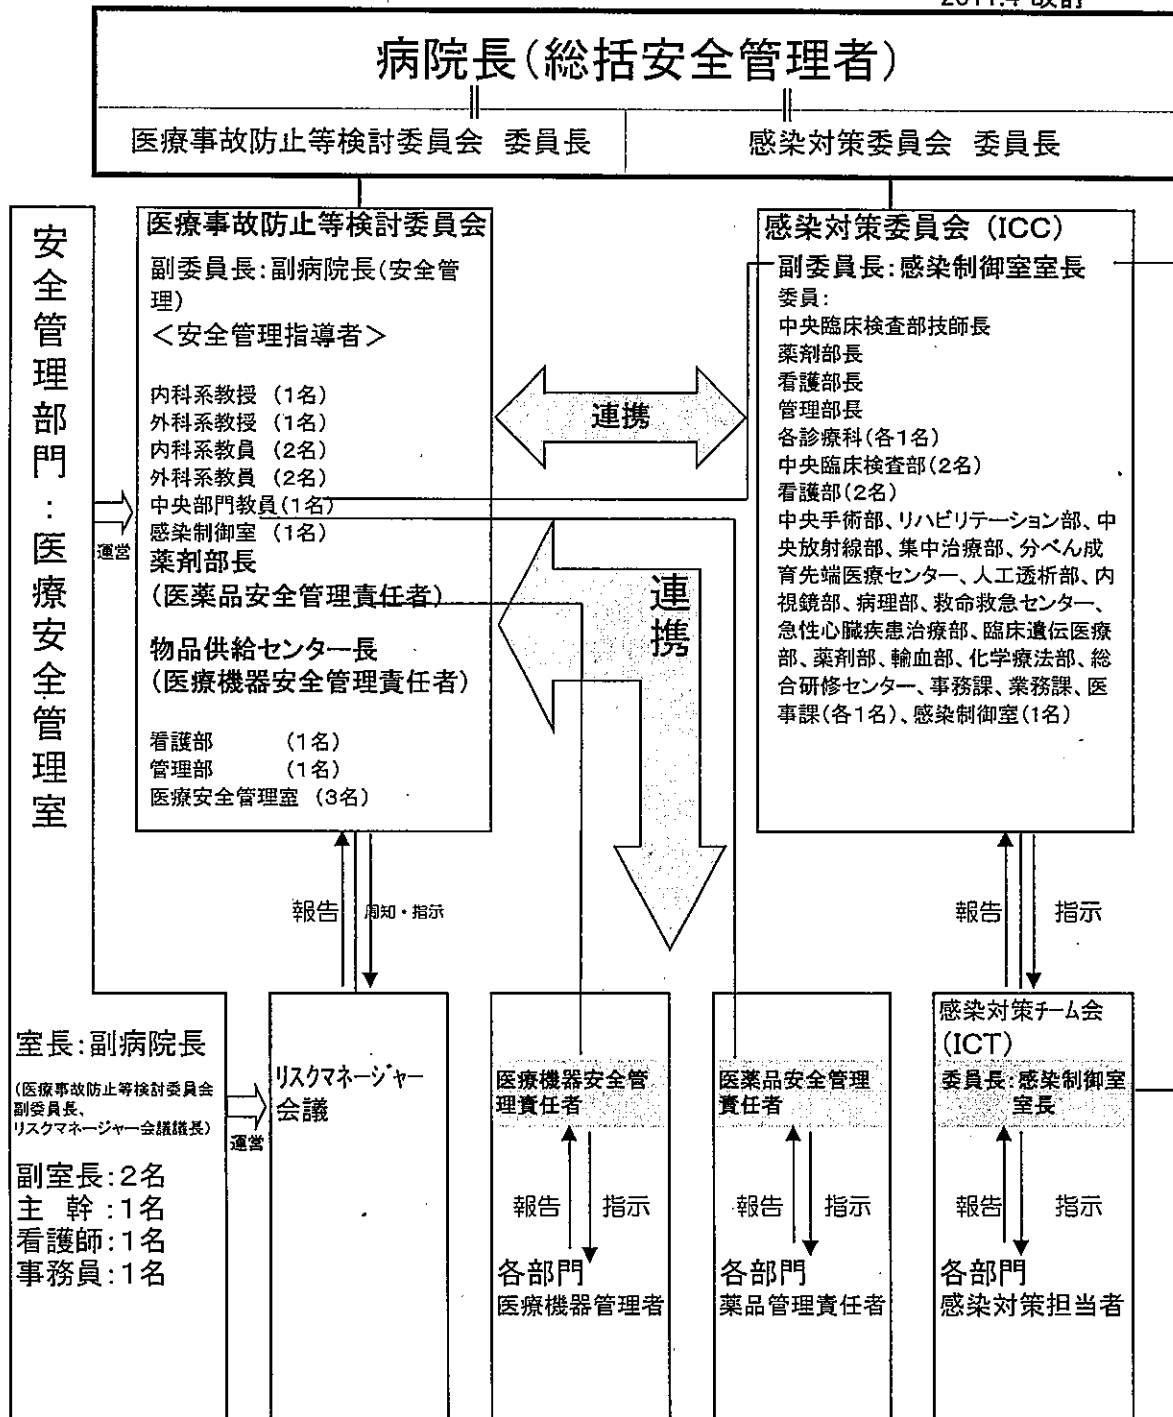 2011.4 改訂
病院長(総括安全管理者)
医療事故防止等検討委員会 委員長
感染対策委員会 委員長
安全管理部門:医療安全管理室
医療事故防止等検討委員会
副委員長:副病院長(安全管
理)
<安全管理指導者>
内科系教授 (1名)
外科系教授 (1名)
内科系教員 (2名)
外科系教員 (2名)
中央部門教員(1名)
感染制御室 (1名)
薬剤部長
(医薬品安全管理責任者)
物品供給センター長
(医療機器安全管理責任者)
看護部 (1名)
管理部 (1名)
医療安全管理室 (3名)
運営
連携
連携
感染対策委員会 (ICC)
副委員長:感染制御室室長
委員:
中央臨床検査部技師長
薬剤部長
看護部長
管理部長
各診療科(各1名)
中央臨床検査部(2名)
看護部(2名)
中央手術部、リハビリテーション部、中
央放射線部、集中治療部、分べん成
育先端医療センター、人工透析部、内
視鏡部、病理部、救命救急センター、
急性心臓疾患治療部、臨床遺伝医療
部、薬剤部、輸血部、化学療法部、総
合研修センター、事務課、業務課、医
事課(各1名)、感染制御室(1名)
報告
周知・指示
報告
指示
室長:副病院長
(医療事故防止等検討委員会
副委員長、
リスクマネージャー会議議長)
副室長:2名
主 幹:1名
看護師:1名
事務員:1名
運営
リスクマネージャー
会議
医療機器安全管
理責任者
報告
指示
各部門
医療機器管理者
医薬品安全管理
責任者
報告
指示
各部門
薬品管理責任者
感染対策チーム会
(ICT)
委員長:感染制御室
室長
報告
指示
各部門
感染対策担当者